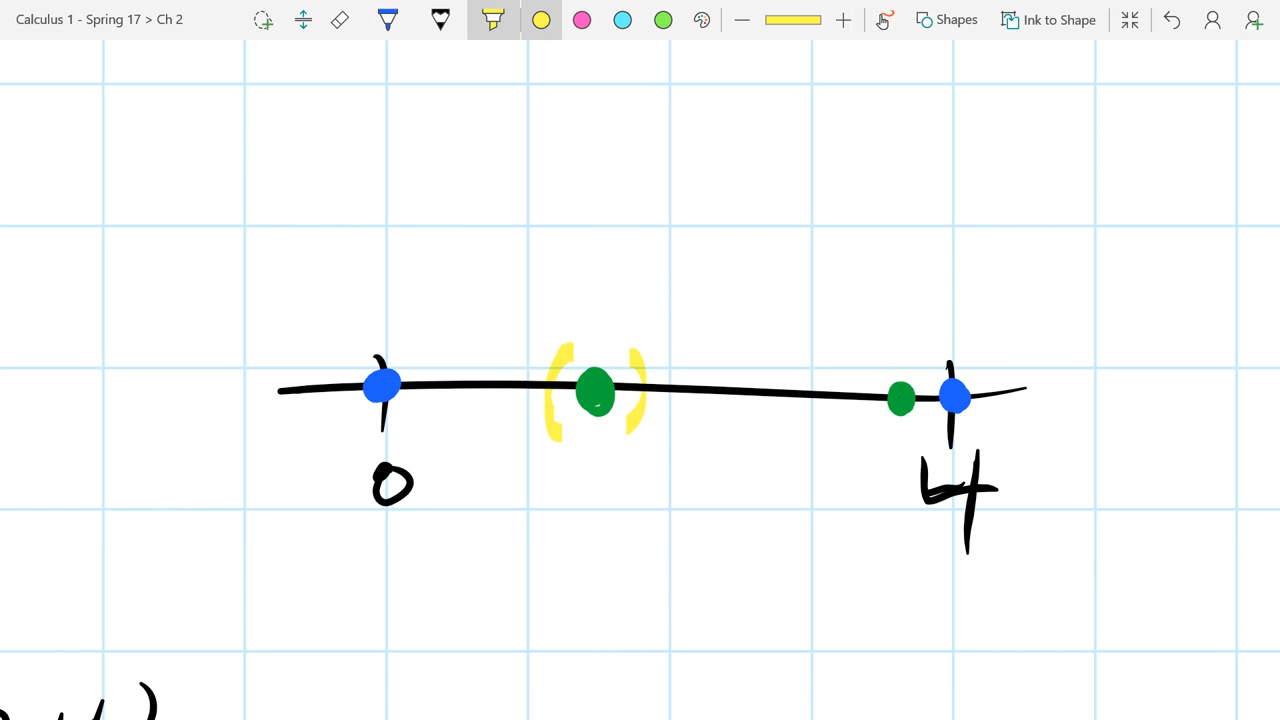 Calculus 1 - Spring 17 > Ch 2
Shapes
Ink to Shape
( )
0 4
)